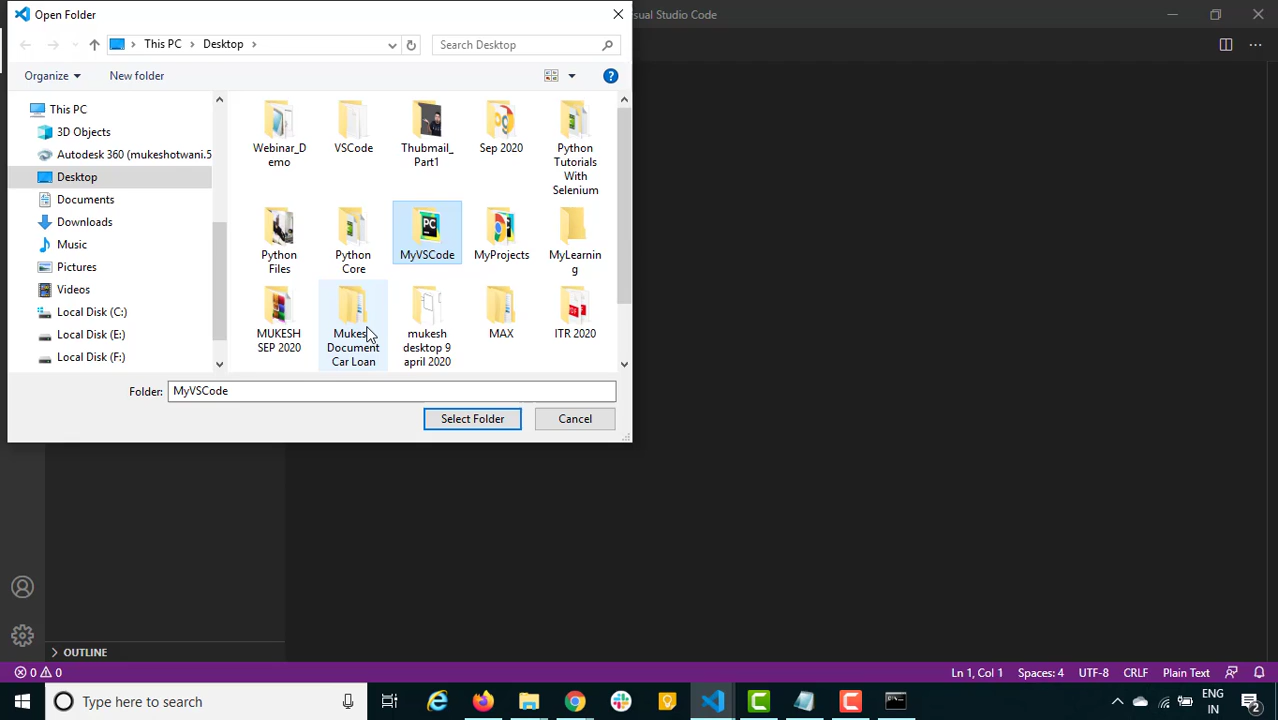 Open Folder
sual Studio Code
This PC
Desktop
Search Desktop
Organize
New folder
This PC
3D Objects
Autodesk 360 (mukeshotwani.5
Desktop
Documents
Downloads
Music
Pictures
Videos
Local Disk (C:)
Local Disk (E:)
Local Disk (F:)
Webinar_D
emo
VSCode
Thubmail_
Part1
Sep 2020
Python
Tutorials
With
Selenium
Python
Files
Python
Core
PC
MyVSCode
MyProjects
MyLearnin
g
MUKESH
SEP 2020
Mukesh
Document
Car Loan
mukesh
desktop 9
april 2020
MAX
ITR 2020
Folder:
MyVSCode
Select Folder
Cancel
OUTLINE
0
0
Ln 1, Col 1
Spaces: 4
UTF-8
CRLF
Plain Text
Type here to search
ENG
IN
2